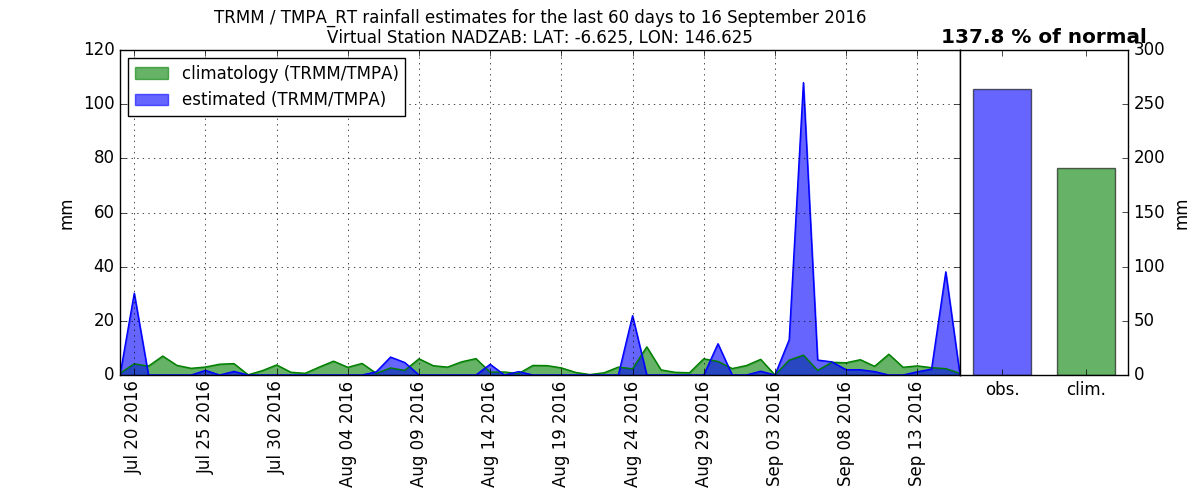 TRMM / TMPA_RT rainfall estimates for the last 60 days to 16 September 2016
Virtual Station NADZAB: LAT: -6.625, LON: 146.625
137.8 % of normal
climatology (TRMM/TMPA)
estimated (TRMM/TMPA)
120
100
80
60
40
20
0
mm
Jul 20 2016
Jul 25 2016
Jul 30 2016
Aug 04 2016
Aug 09 2016
Aug 14 2016
Aug 19 2016
Aug 24 2016
Aug 29 2016
Sep 03 2016
Sep 08 2016
Sep 13 2016
300
250
200
150
100
50
0
mm
obs.
clim.